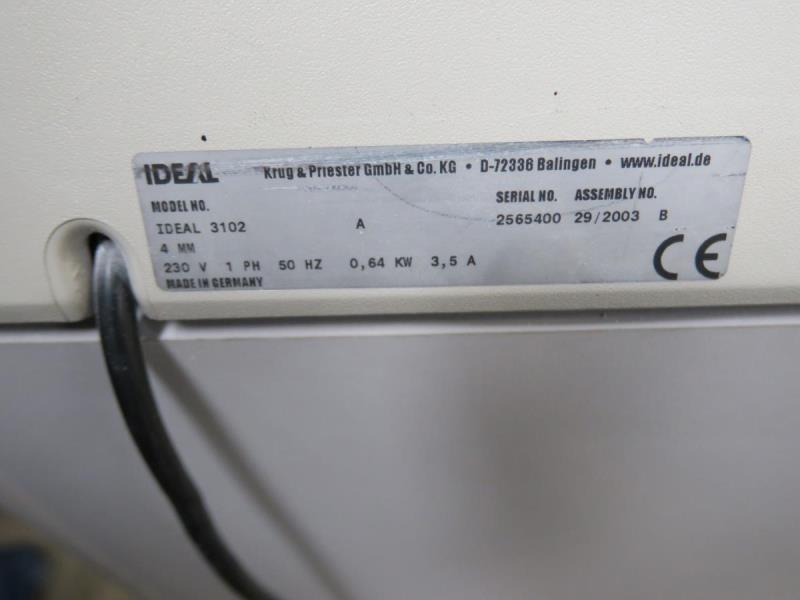 IDEAL Krug & Priester GmbH & Co. KG • D-72336 Balingen • www.ideal.de
MODEL NO. SERIAL NO. ASSEMBLY NO.
IDEAL 3102 A 2565400 29/2003 B
4 MM
230 V 1 PH 50 HZ 0,64 KW 3,5 A
MADE IN GERMANY CE